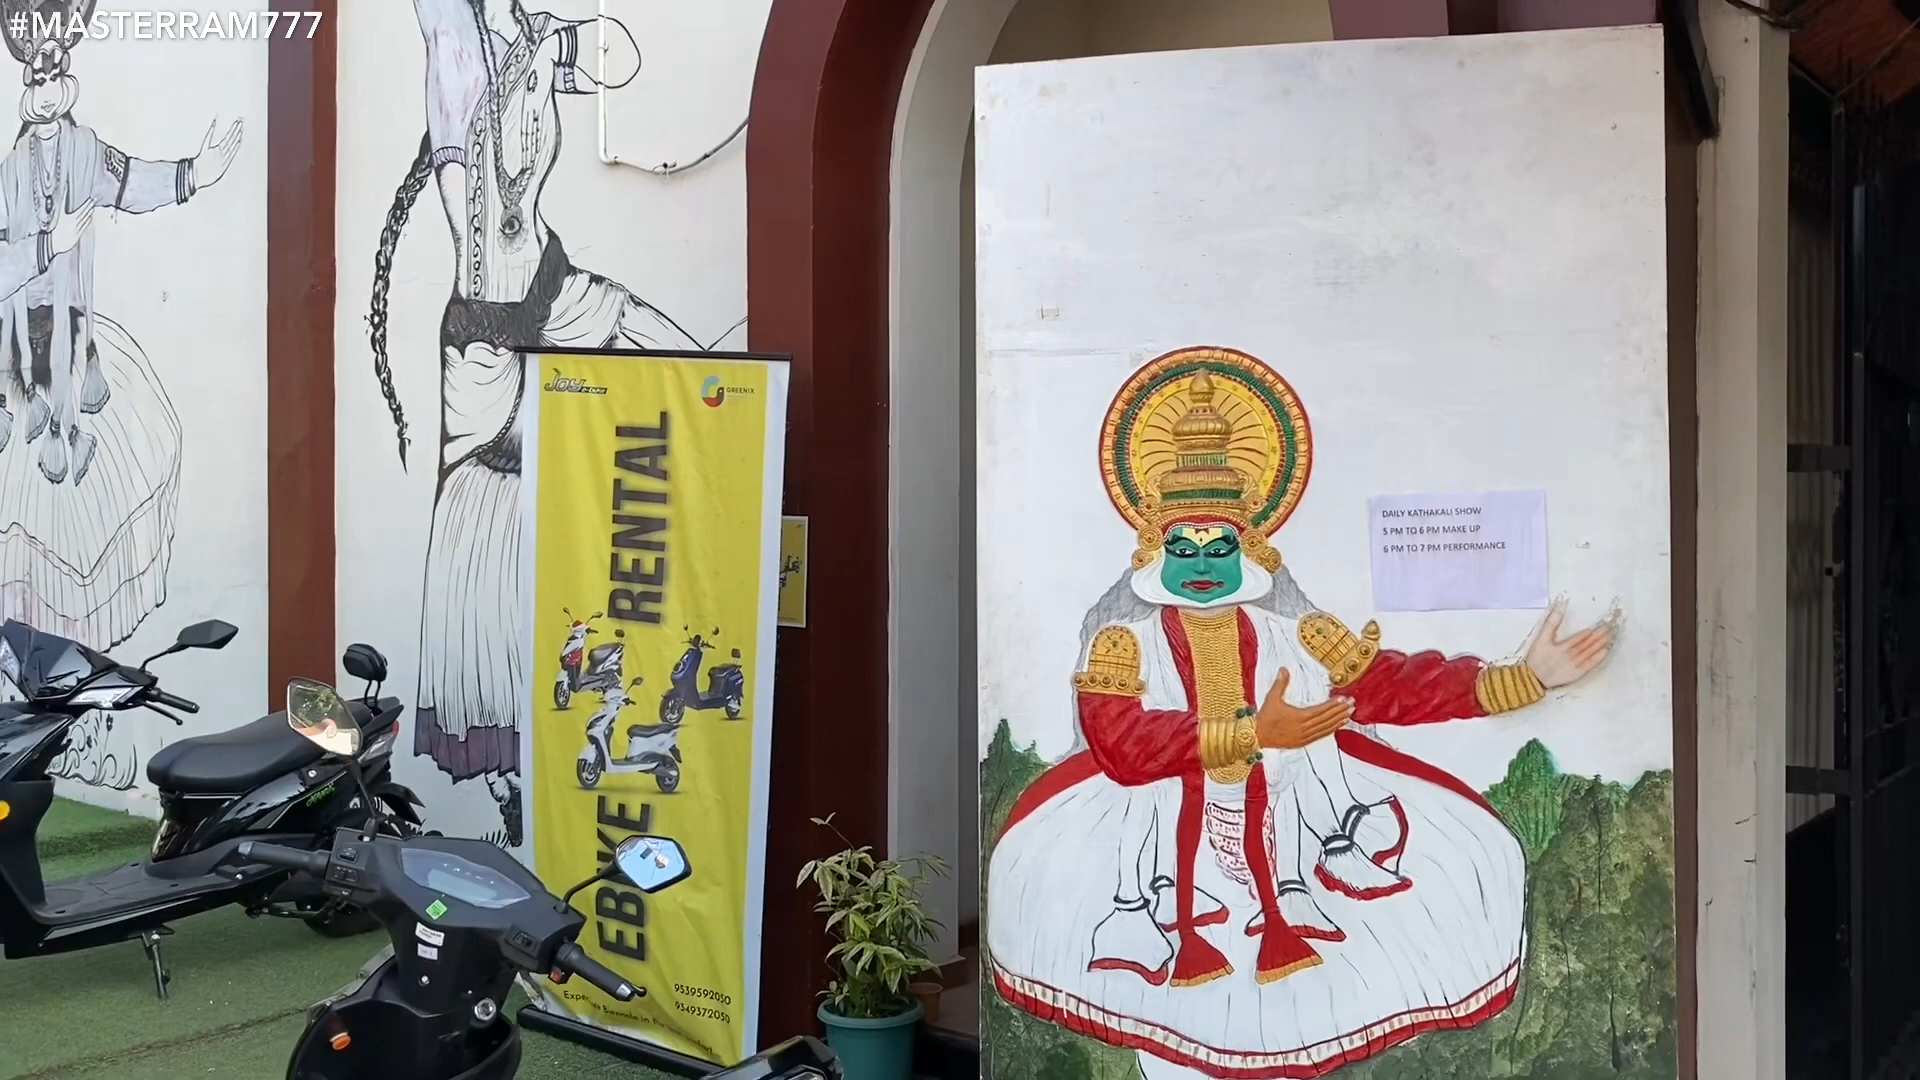 #MASTERRAM777
JOY e-bike
GREENIX
EBIKE RENTAL
9539592050
9349372050
DAILY KATHAKALI SHOW
5 PM TO 6 PM MAKE UP
6 PM TO 7 PM PERFORMANCE